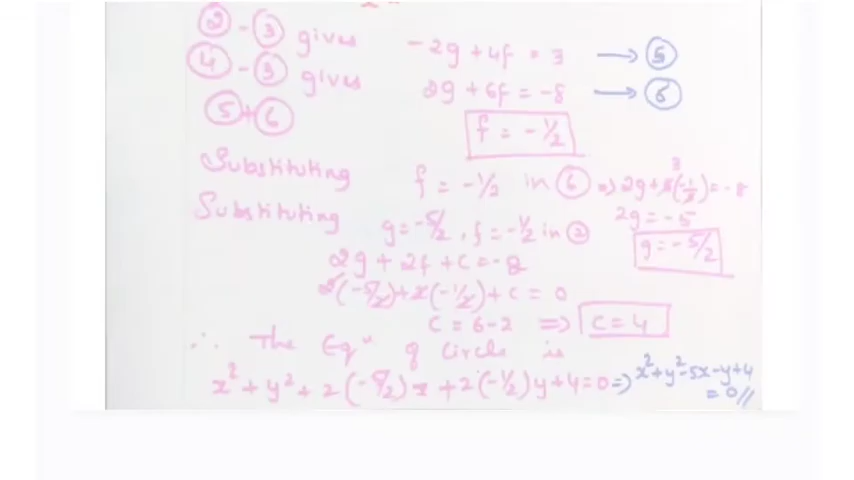 ② - ③ gives -2g + 4f = 3 → ⑤
④ - ③ gives 2g + 6f = -8 → ⑥
⑤ + ⑥ f = -1/2
Substituting f = -1/2 in ⑥ ⇒ 2g + 6(-1/2) = -8
2g = -5
Substituting g = -5/2, f = -1/2 in ② g = -5/2
2g + 2f + c = -2
2(-5/2) + 2(-1/2) + c = 0
c = 6-2 ⇒ c = 4
∴ The Eqn of Circle is
x² + y² + 2(-5/2)x + 2(-1/2)y + 4 = 0 ⇒ x² + y² - 5x - y + 4
= 0//